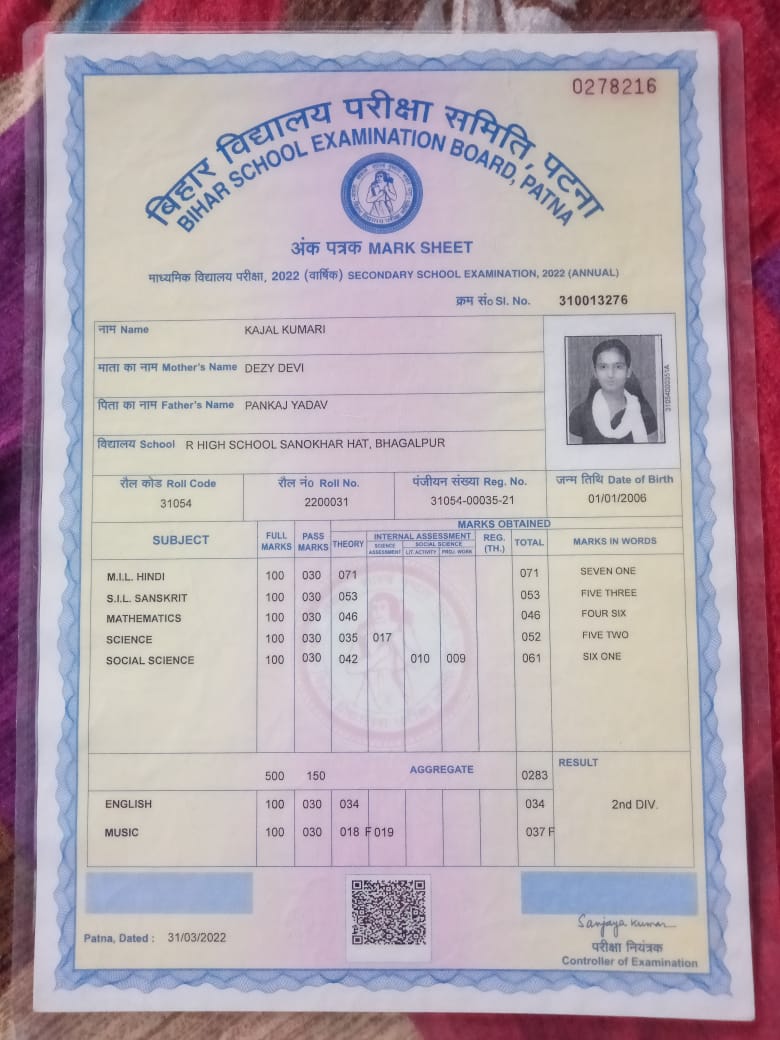 0278216
बिहार विद्यालय परीक्षा समिति, पटना
BIHAR SCHOOL EXAMINATION BOARD, PATNA
अंक पत्रक MARK SHEET
माध्यमिक विद्यालय परीक्षा, 2022 (वार्षिक) SECONDARY SCHOOL EXAMINATION, 2022 (ANNUAL)
क्रम सं० Sl. No. 310013276
नाम Name KAJAL KUMARI
माता का नाम Mother's Name DEZY DEVI
पिता का नाम Father's Name PANKAJ YADAV
विद्यालय School R HIGH SCHOOL SANOKHAR HAT, BHAGALPUR
रौल कोड Roll Code रौल नं० Roll No. पंजीयन संख्या Reg. No. जन्म तिथि Date of Birth
31054 2200031 31054-00035-21 01/01/2006
MARKS OBTAINED
SUBJECT FULL MARKS PASS MARKS THEORY INTERNAL ASSESSMENT REG. (TH.) TOTAL MARKS IN WORDS
SCIENCE ASSESSMENT SOCIAL SCIENCE
LIT. ACTIVITY PROJ. WORK
M.I.L. HINDI 100 030 071 071 SEVEN ONE
S.I.L. SANSKRIT 100 030 053 053 FIVE THREE
MATHEMATICS 100 030 046 046 FOUR SIX
SCIENCE 100 030 035 017 052 FIVE TWO
SOCIAL SCIENCE 100 030 042 010 009 061 SIX ONE
RESULT
500 150 AGGREGATE 0283
ENGLISH 100 030 034 034 2nd DIV.
MUSIC 100 030 018 F 019 037 F
Patna, Dated : 31/03/2022
Sanjaya Kumar
परीक्षा नियंत्रक
Controller of Examination